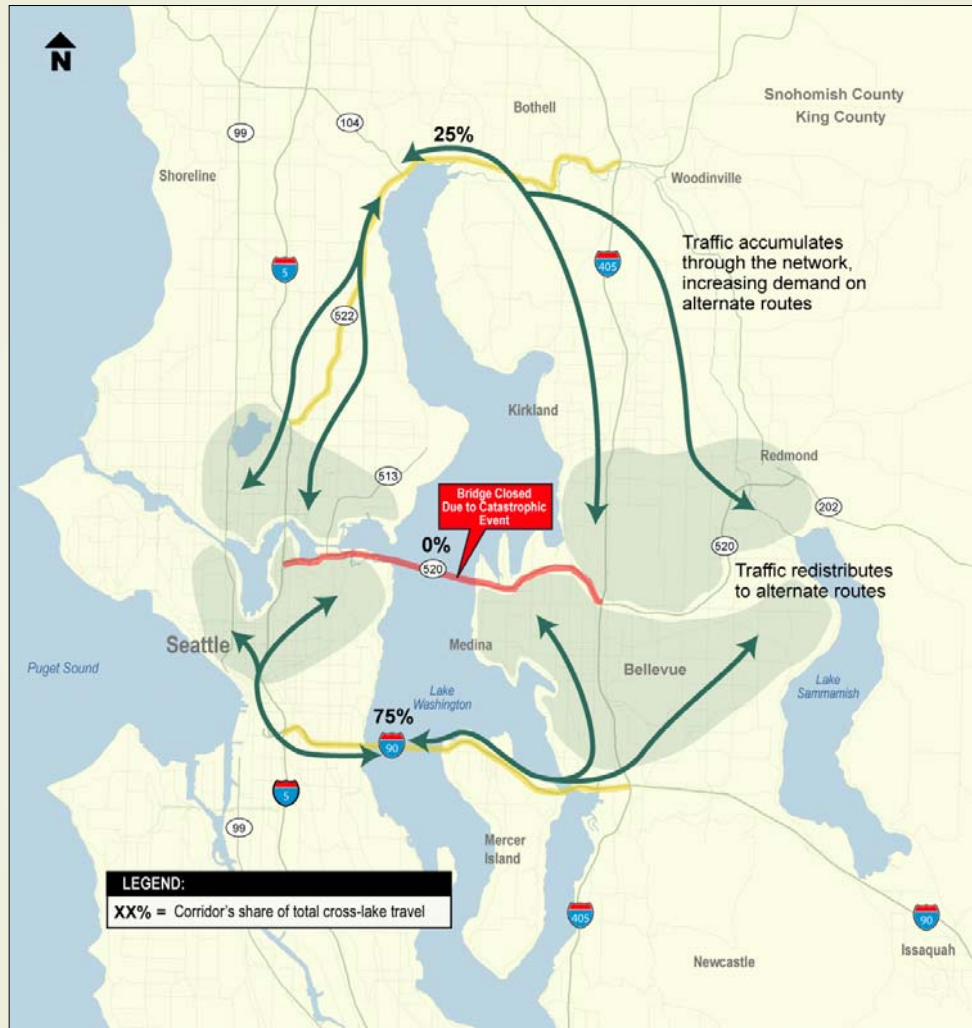 N
Snohomish County
King County
Bothell
99
104
25%
Shoreline
Woodinville
Traffic accumulates
through the network,
increasing demand on
alternate routes
5
405
522
Kirkland
Redmond
513
Bridge Closed
Due to Catastrophic
Event
202
0%
520
520
Traffic redistributes
to alternate routes
Seattle
Medina
Bellevue
Puget Sound
Lake
Washington
Lake
Sammamish
75%
90
5
99
Mercer
Island
LEGEND:
XX% = Corridor's share of total cross-lake travel
405
90
Issaquah
Newcastle